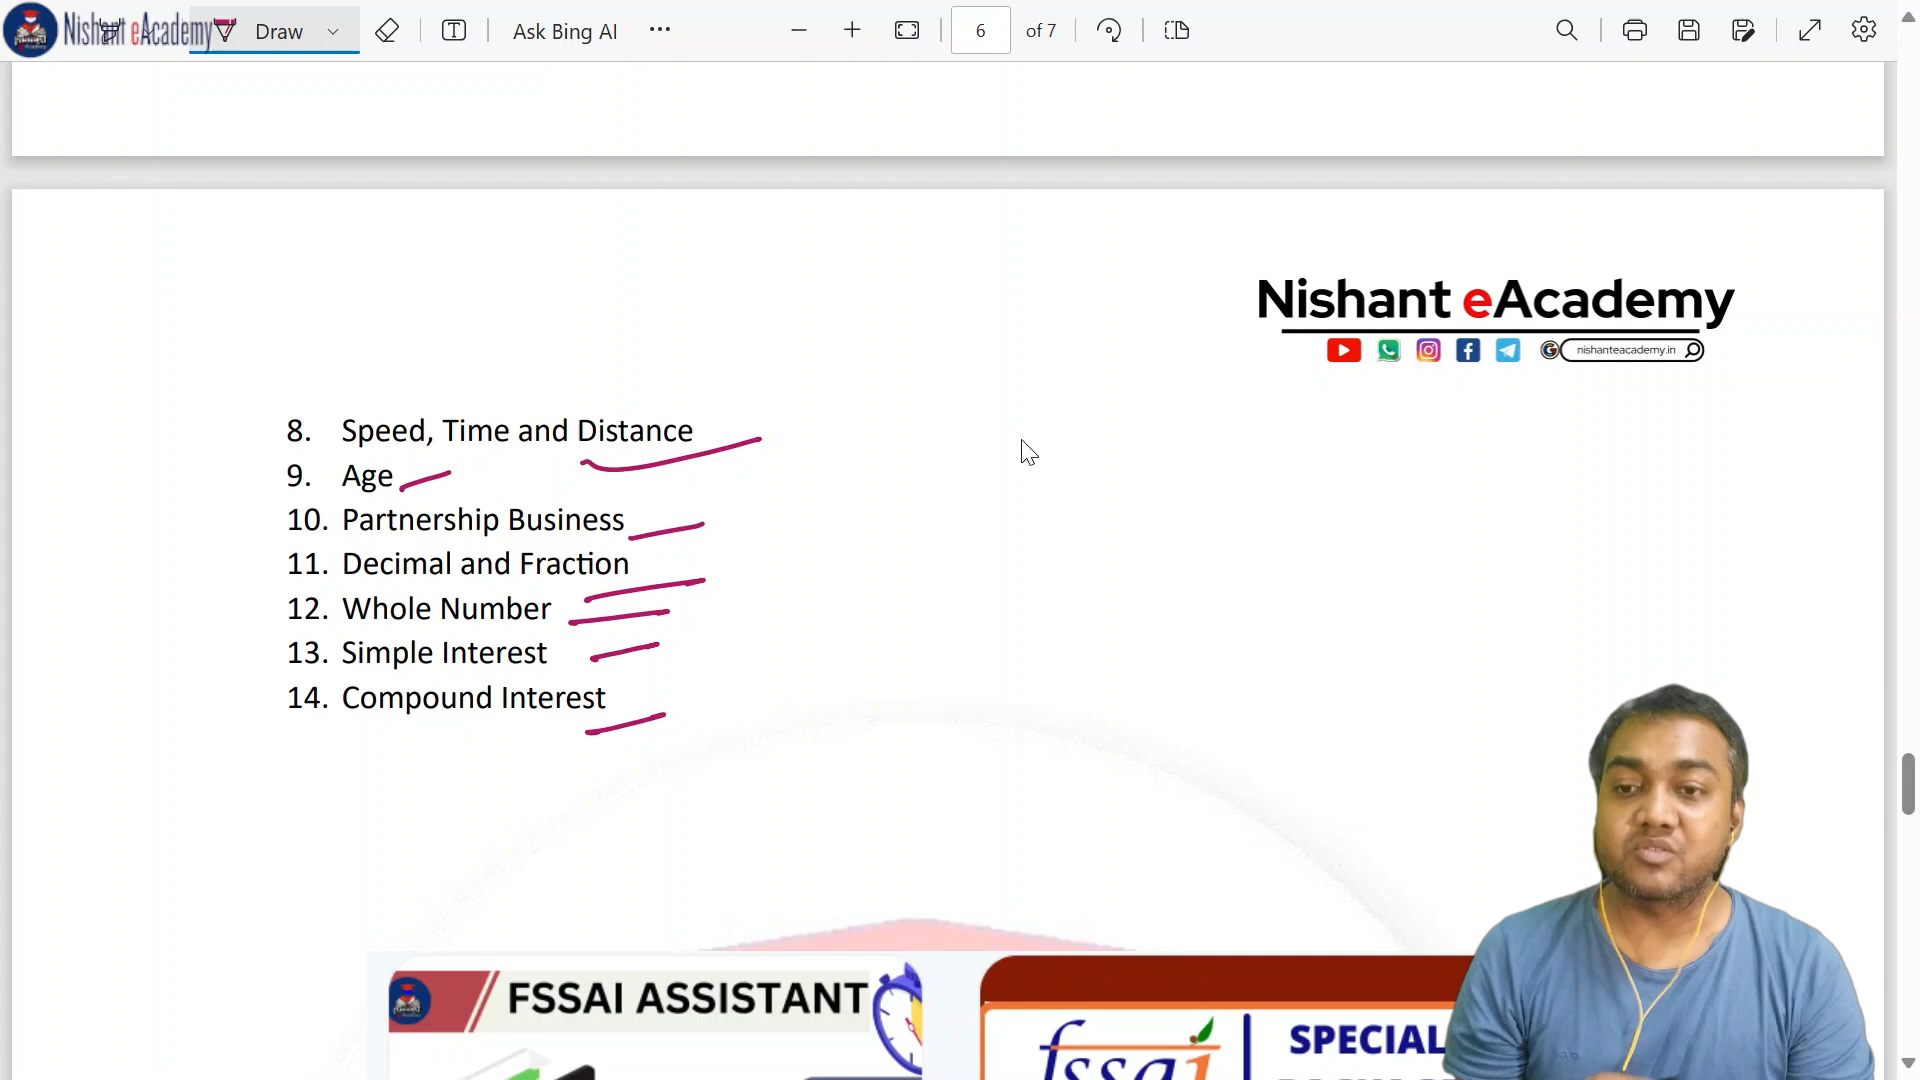 Nishant eAcademy
Draw
Ask Bing AI
6
of 7
Nishant eAcademy
nishanteacademy.in
8. Speed, Time and Distance
9. Age
10. Partnership Business
11. Decimal and Fraction
12. Whole Number
13. Simple Interest
14. Compound Interest
FSSAI ASSISTANT
fssai
SPECIAL